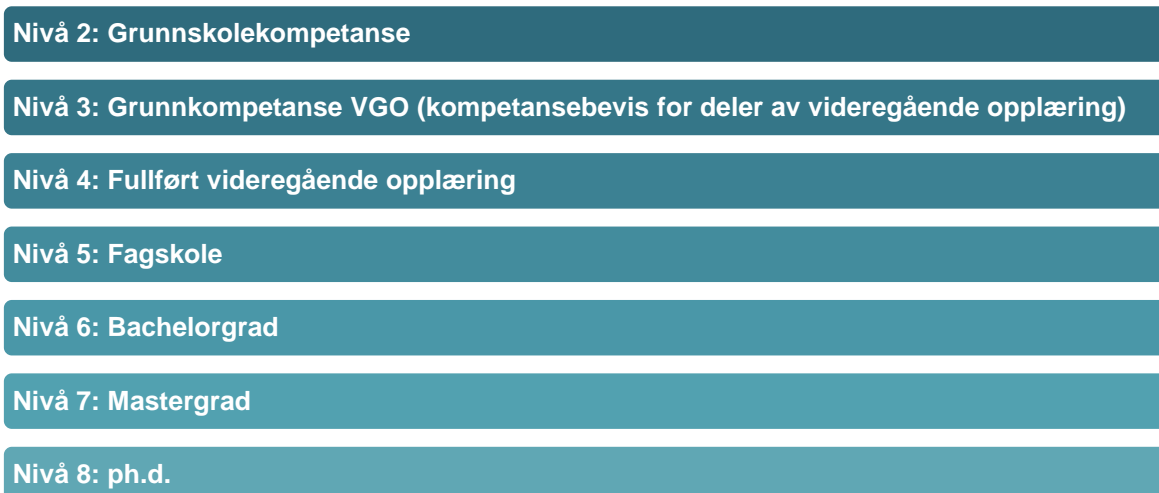 Nivå 2: Grunnskolekompetanse
Nivå 3: Grunnkompetanse VGO (kompetansebevis for deler av videregående opplæring)
Nivå 4: Fullført videregående opplæring
Nivå 5: Fagskole
Nivå 6: Bachelorgrad
Nivå 7: Mastergrad
Nivå 8: ph.d.